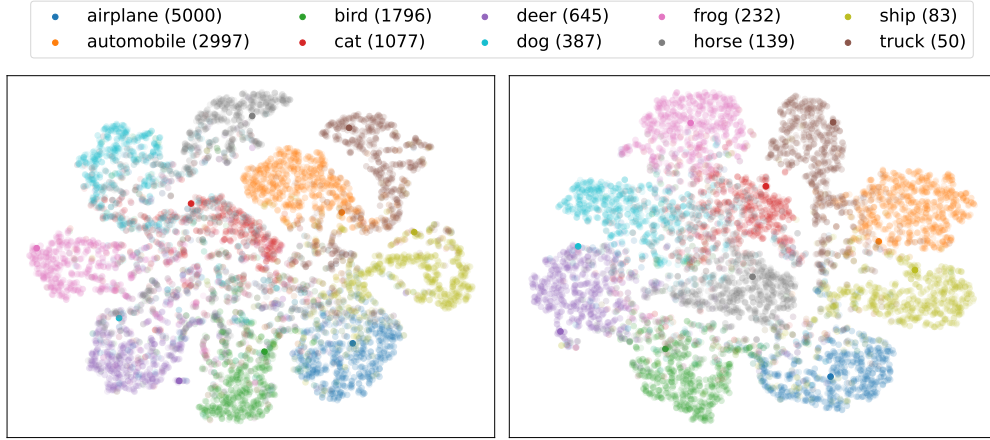 airplane (5000) bird (1796) deer (645) frog (232) ship (83)
automobile (2997) cat (1077) dog (387) horse (139) truck (50)